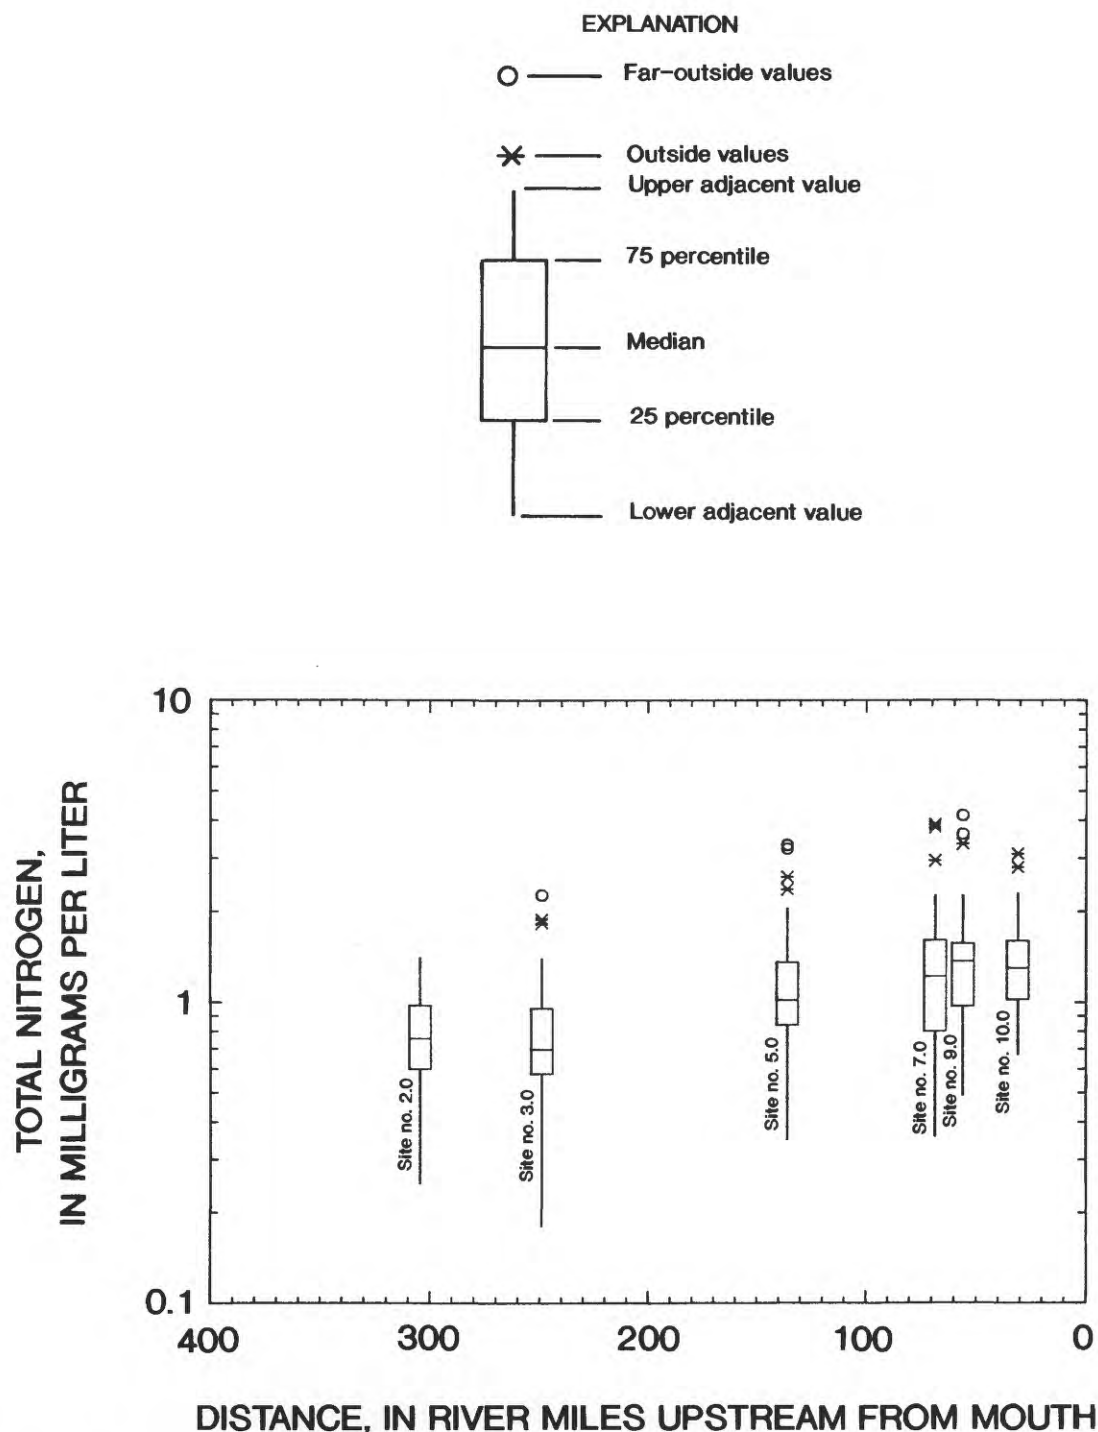 EXPLANATION
Far-outside values
Outside values
Upper adjacent value
75 percentile
Median
25 percentile
Lower adjacent value
TOTAL NITROGEN,
IN MILLIGRAMS PER LITER
10
1
0.1
Site no. 2.0
Site no. 3.0
Site no. 5.0
Site no. 7.0
Site no. 9.0
Site no. 10.0
400 300 200 100 0
DISTANCE, IN RIVER MILES UPSTREAM FROM MOUTH